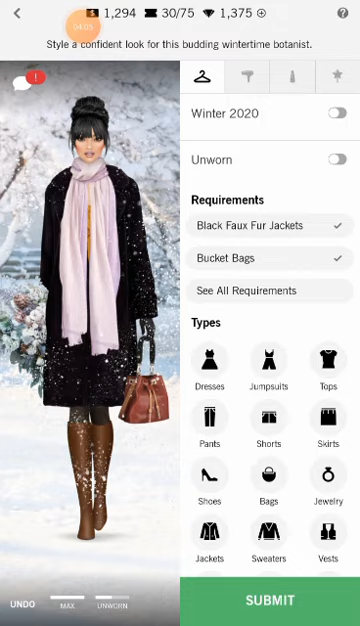 1,294 30/75 1,375
04:05
Style a confident look for this budding wintertime botanist.
Winter 2020
Unworn
Requirements
Black Faux Fur Jackets
Bucket Bags
See All Requirements
Types
Dresses Jumpsuits Tops
Pants Shorts Skirts
Shoes Bags Jewelry
Jackets Sweaters Vests
UNDO MAX UNWORN
SUBMIT